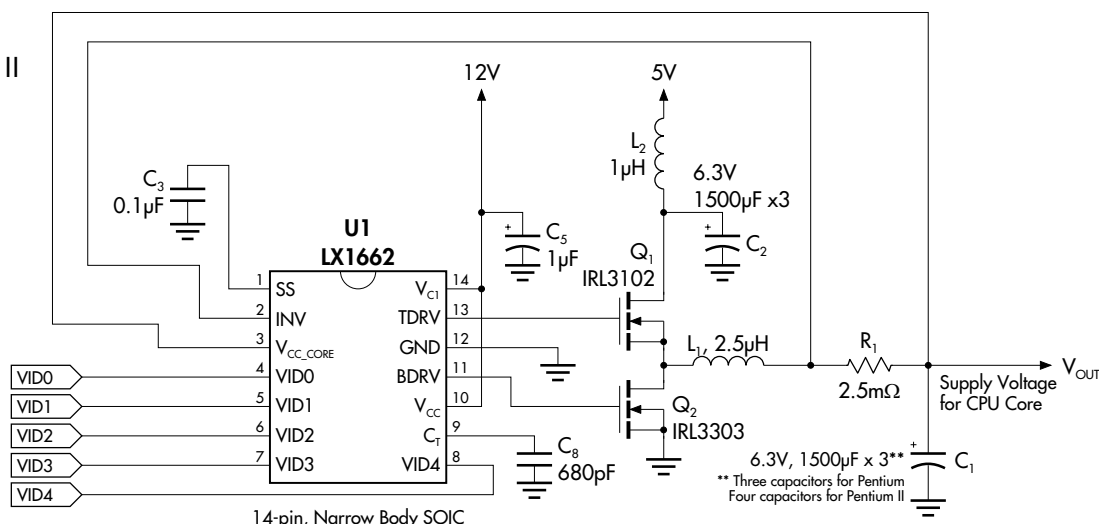 II
12V
5V
L2
1µH
6.3V
1500µF x3
C3
0.1µF
U1
LX1662
C5
1µF
C2
Q1
IRL3102
1
SS
2
INV
3
VCC_CORE
4
VID0
5
VID1
6
VID2
7
VID3
VC1
14
TDRV
13
GND
12
BDRV
11
VCC
10
CT
9
VID4
8
VID0
VID1
VID2
VID3
VID4
L1, 2.5µH
R1
2.5mΩ
VOUT
Supply Voltage
for CPU Core
Q2
IRL3303
C8
680pF
6.3V, 1500µF x 3**
** Three capacitors for Pentium
Four capacitors for Pentium II
C1
14-pin, Narrow Body SOIC